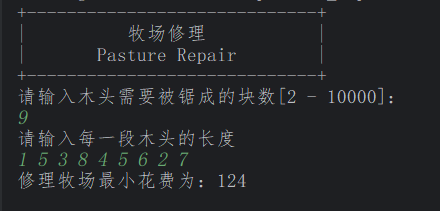 +-----------------------------+
|          牧场修理          |
|       Pasture Repair        |
+-----------------------------+
请输入木头需要被锯成的块数[2 - 10000]:
9
请输入每一段木头的长度
1 5 3 8 4 5 6 2 7
修理牧场最小花费为: 124